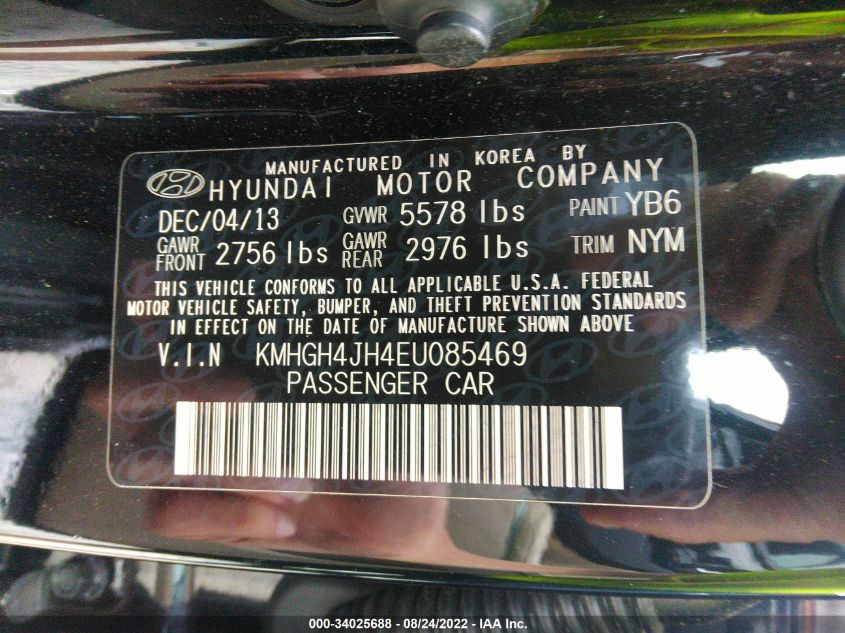 MANUFACTURED IN KOREA BY
HYUNDAI MOTOR COMPANY
DEC/04/13 GVWR 5578 lbs PAINT YB6
GAWR FRONT 2756 lbs GAWR REAR 2976 lbs TRIM NYM
THIS VEHICLE CONFORMS TO ALL APPLICABLE U.S.A. FEDERAL
MOTOR VEHICLE SAFETY, BUMPER, AND THEFT PREVENTION STANDARDS
IN EFFECT ON THE DATE OF MANUFACTURE SHOWN ABOVE
V.I.N KMHGH4JH4EU085469
PASSENGER CAR
000-34025688 - 08/24/2022 - © IAA, Inc.